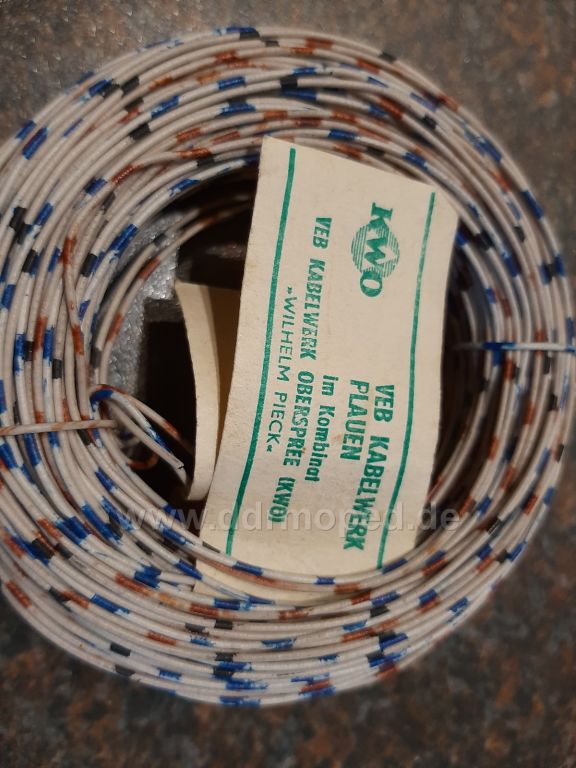 KWO
VEB KABELWERK
PLAUEN
im Kombinat
VEB KABELWERK OBERSPREE (KWO)
»WILHELM PIECK«
www.ddrmoped.de